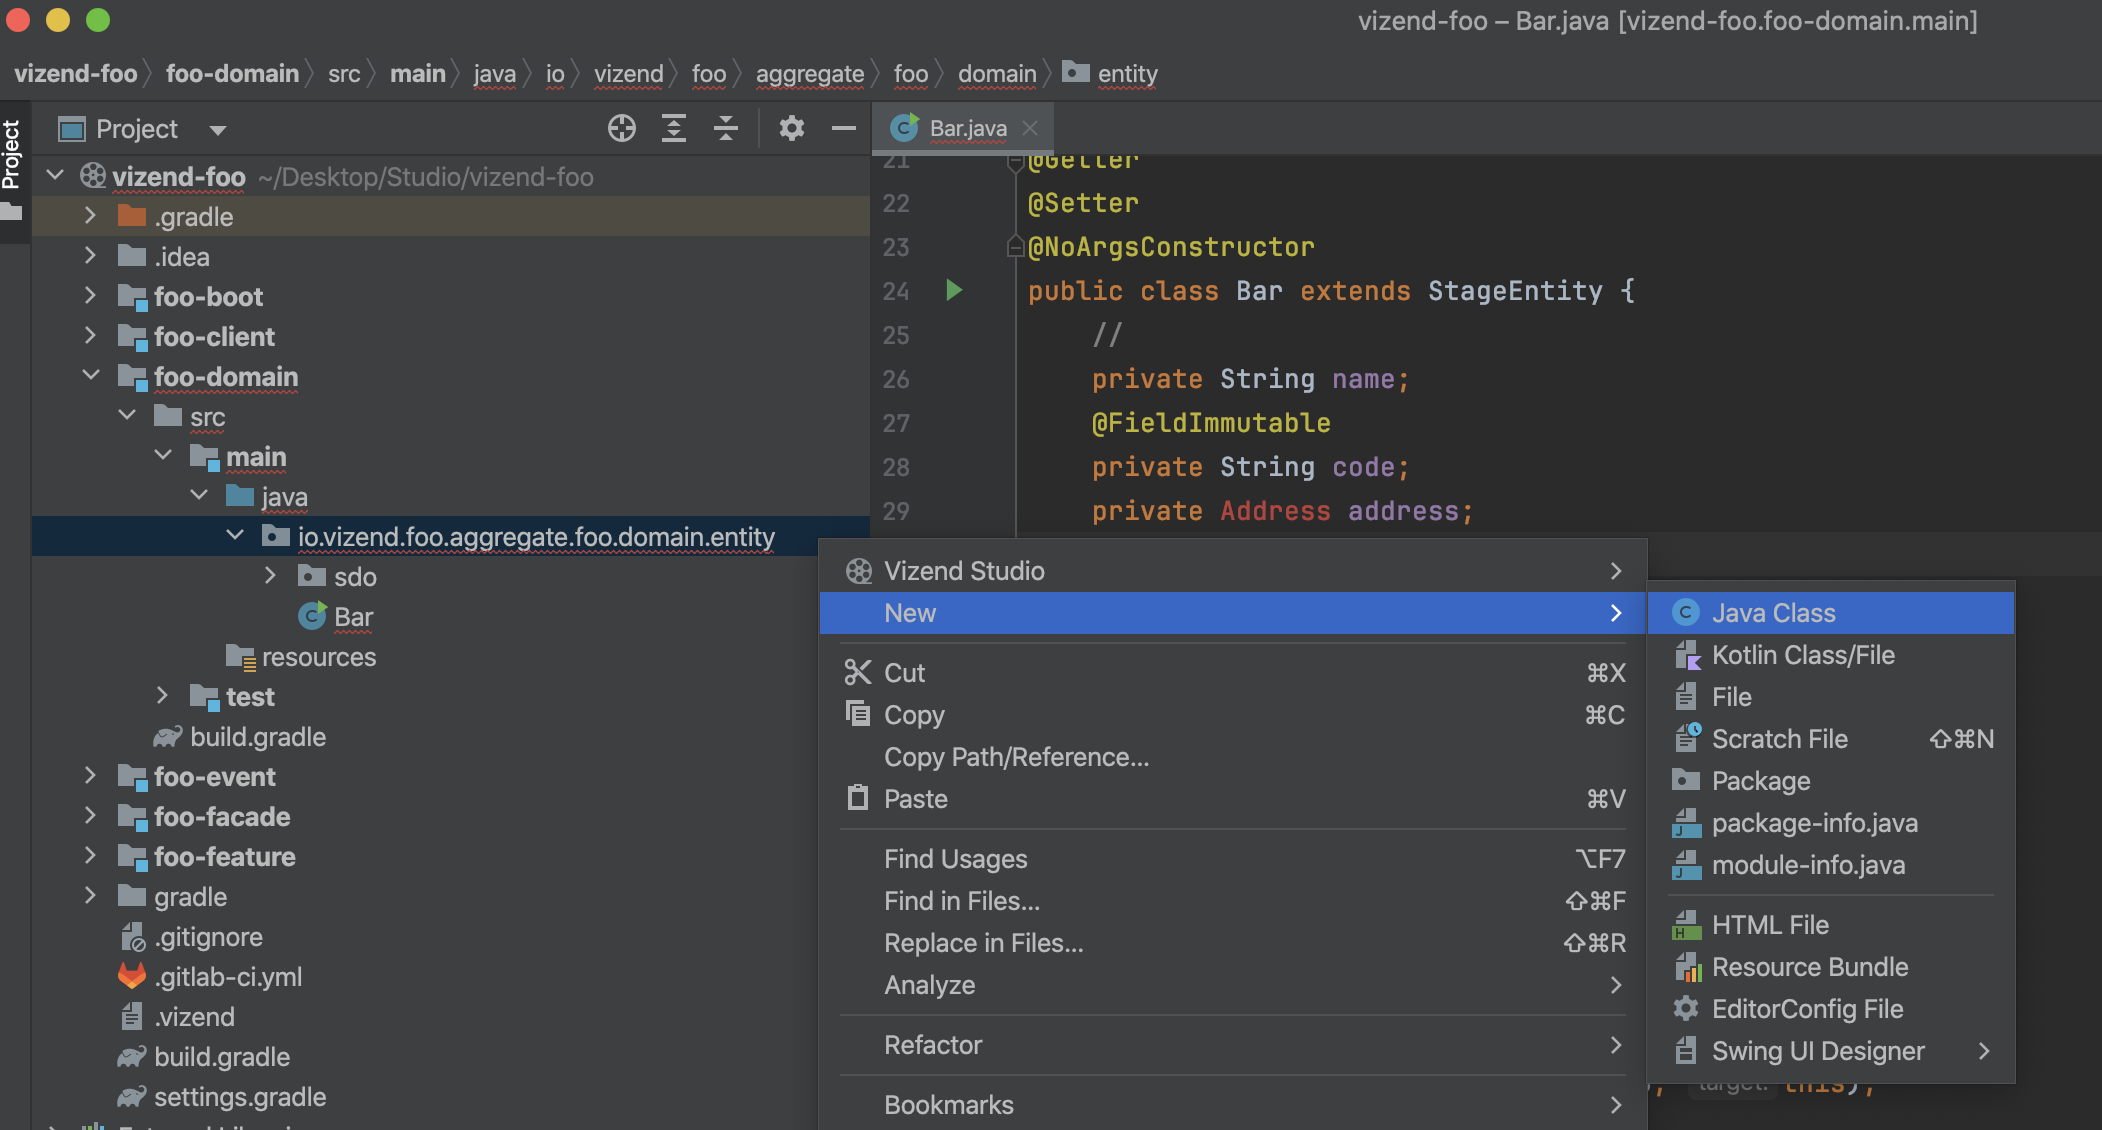 vizend-foo – Bar.java [vizend-foo.foo-domain.main]
vizend-foo foo-domain src main java io vizend foo aggregate foo domain entity
Project
Project
Bar.java
vizend-foo ~/Desktop/Studio/vizend-foo
.gradle
.idea
foo-boot
foo-client
foo-domain
src
main
java
io.vizend.foo.aggregate.foo.domain.entity
sdo
Bar
resources
test
build.gradle
foo-event
foo-facade
foo-feature
gradle
.gitignore
.gitlab-ci.yml
.vizend
build.gradle
settings.gradle
21 @Getter
22 @Setter
23 @NoArgsConstructor
24 public class Bar extends StageEntity {
25 //
26 private String name;
27 @FieldImmutable
28 private String code;
29 private Address address;
Vizend Studio
New
Cut ⌘X
Copy ⌘C
Copy Path/Reference...
Paste ⌘V
Find Usages ⌥F7
Find in Files... ⇧⌘F
Replace in Files... ⇧⌘R
Analyze
Refactor
Bookmarks
Java Class
Kotlin Class/File
File
Scratch File ⇧⌘N
Package
package-info.java
module-info.java
HTML File
Resource Bundle
EditorConfig File
Swing UI Designer
, target: this);